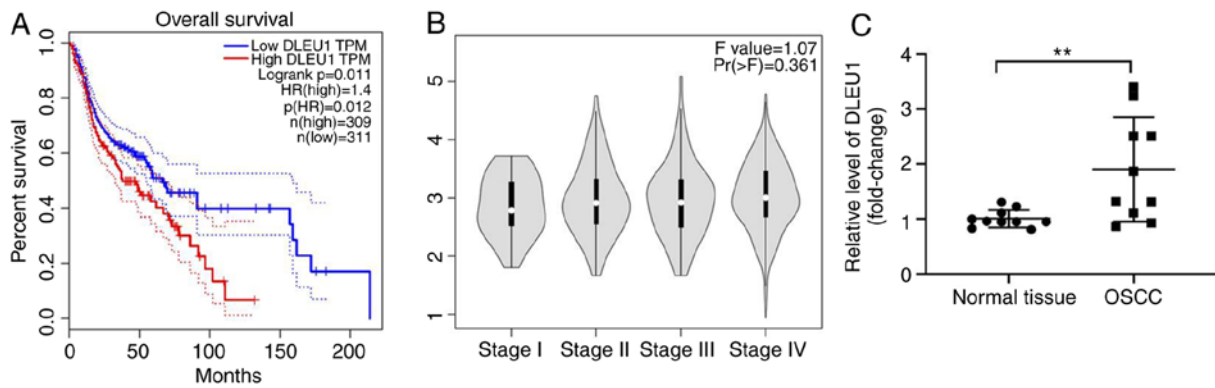 A
Overall survival
Low DLEU1 TPM
High DLEU1 TPM
Logrank p=0.011
HR(high)=1.4
p(HR)=0.012
n(high)=309
n(low)=311
Percent survival
1.0
0.8
0.6
0.4
0.2
0.0
0 50 100 150 200
Months
B
F value=1.07
Pr(>F)=0.361
5
4
3
2
1
Stage I Stage II Stage III Stage IV
C
**
Relative level of DLEU1
(fold-change)
4
3
2
1
0
Normal tissue OSCC